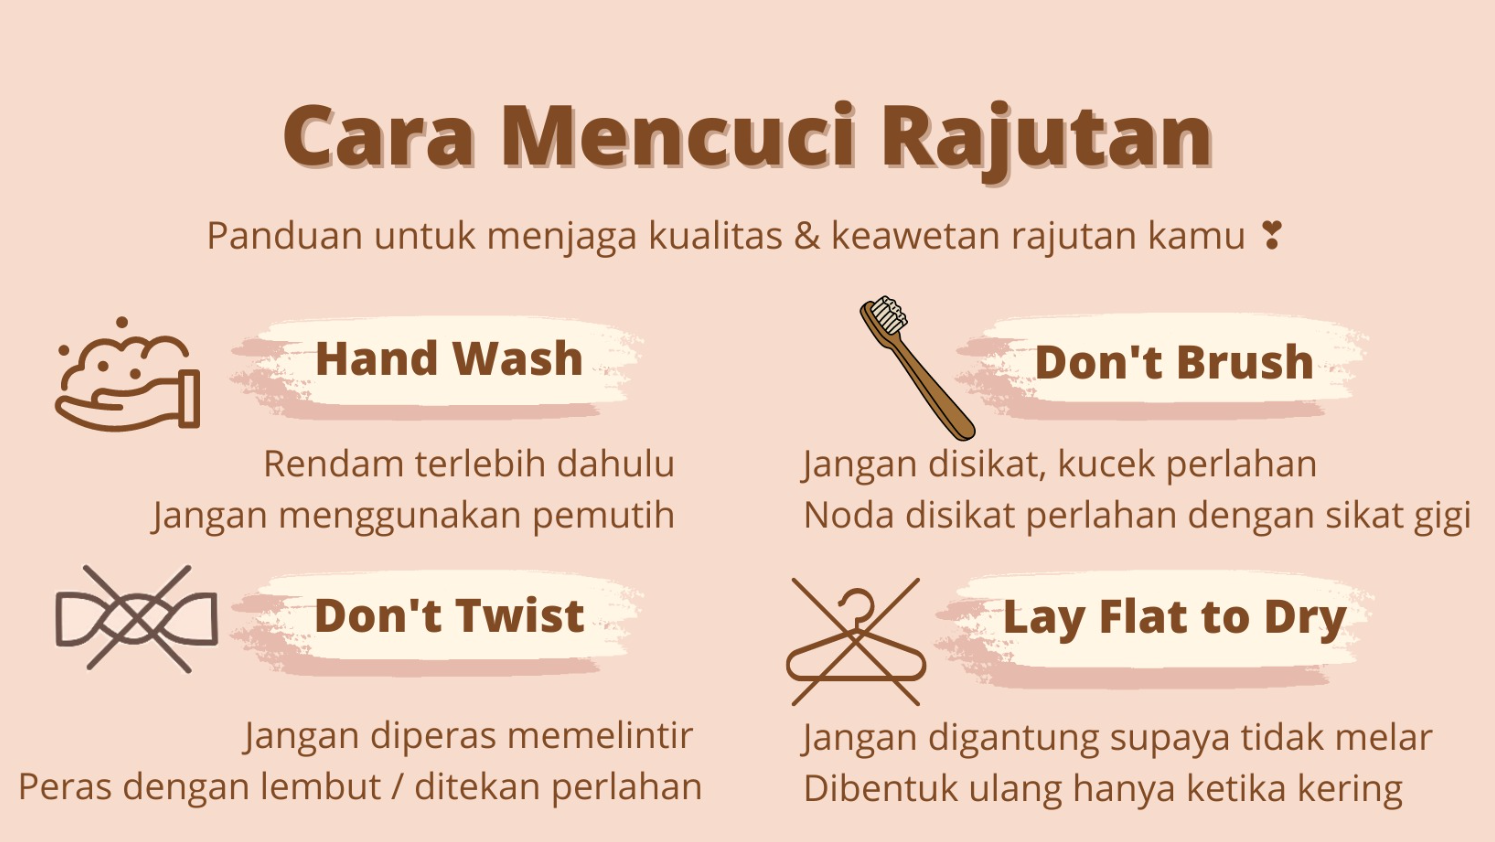 Cara Mencuci Rajutan
Panduan untuk menjaga kualitas & keawetan rajutan kamu ❣
Hand Wash
Rendam terlebih dahulu
Jangan menggunakan pemutih
Don't Brush
Jangan disikat, kucek perlahan
Noda disikat perlahan dengan sikat gigi
Don't Twist
Jangan diperas memelintir
Peras dengan lembut / ditekan perlahan
Lay Flat to Dry
Jangan digantung supaya tidak melar
Dibentuk ulang hanya ketika kering